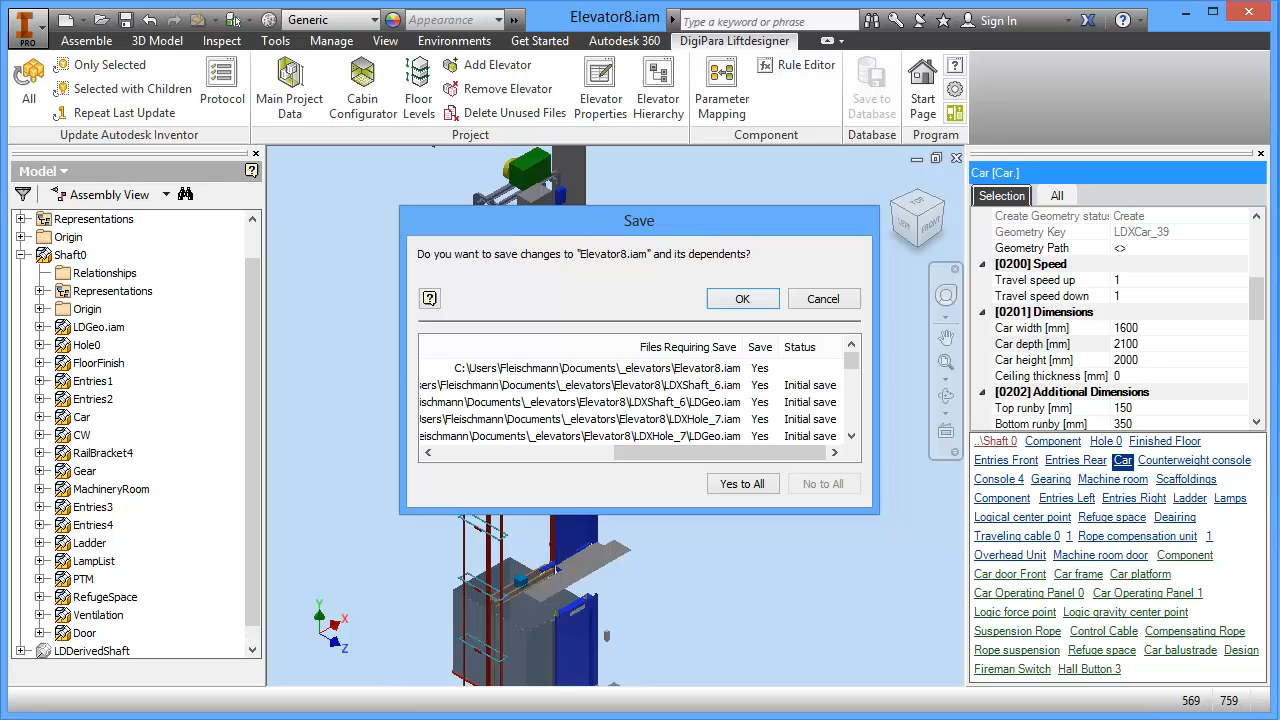 Generic
Appearance
Elevator8.iam
Type a keyword or phrase
Sign In
PRO
Assemble
3D Model
Inspect
Tools
Manage
View
Environments
Get Started
Autodesk 360
DigiPara Liftdesigner
All
Only Selected
Selected with Children
Repeat Last Update
Protocol
Update Autodesk Inventor
Main Project Data
Cabin Configurator
Floor Levels
Add Elevator
Remove Elevator
Delete Unused Files
Elevator Properties
Elevator Hierarchy
Project
Parameter Mapping
Rule Editor
Component
Save to Database
Database
Start Page
Program
Model
Assembly View
Representations
Origin
Shaft0
Relationships
Representations
Origin
LDGeo.iam
Hole0
FloorFinish
Entries1
Entries2
Car
CW
RailBracket4
Gear
MachineryRoom
Entries3
Entries4
Ladder
LampList
PTM
RefugeSpace
Ventilation
Door
LDDerivedShaft
TOP
LEFT
FRONT
Y
X
Z
Save
Do you want to save changes to "Elevator8.iam" and its dependents?
OK
Cancel
Files Requiring Save Save Status
C:\Users\Fleischmann\Documents\_elevators\Elevator8.iam Yes
sers/Fleischmann\Documents\_elevators\Elevator8\LDXShaft_6.iam Yes Initial save
ers/Fleischmann\Documents\_elevators\Elevator8\LDXShaft_6\LDGeo.iam Yes Initial save
sers/Fleischmann\Documents\_elevators\Elevator8\LDXHole_7.iam Yes Initial save
leischmann\Documents\_elevators\Elevator8\LDXHole_7\LDGeo.iam Yes Initial save
Yes to All
No to All
Car [Car.]
Selection
All
Create Geometry status Create
Geometry Key LDXCar_39
Geometry Path <>
[0200] Speed
Travel speed up 1
Travel speed down 1
[0201] Dimensions
Car width [mm] 1600
Car depth [mm] 2100
Car height [mm] 2000
Ceiling thickness [mm] 0
[0202] Additional Dimensions
Top runby [mm] 150
Bottom runby [mm] 350
..\Shaft 0 Component Hole 0 Finished Floor
Entries Front Entries Rear Car Counterweight console
Console 4 Gearing Machine room Scaffoldings
Component Entries Left Entries Right Ladder Lamps
Logical center point Refuge space Deairing
Traveling cable 0 1 Rope compensation unit 1
Overhead Unit Machine room door Component
Car door Front Car frame Car platform
Car Operating Panel 0 Car Operating Panel 1
Logic force point Logic gravity center point
Suspension Rope Control Cable Compensating Rope
Rope suspension Refuge space Car balustrade Design
Fireman Switch Hall Button 3
569 759